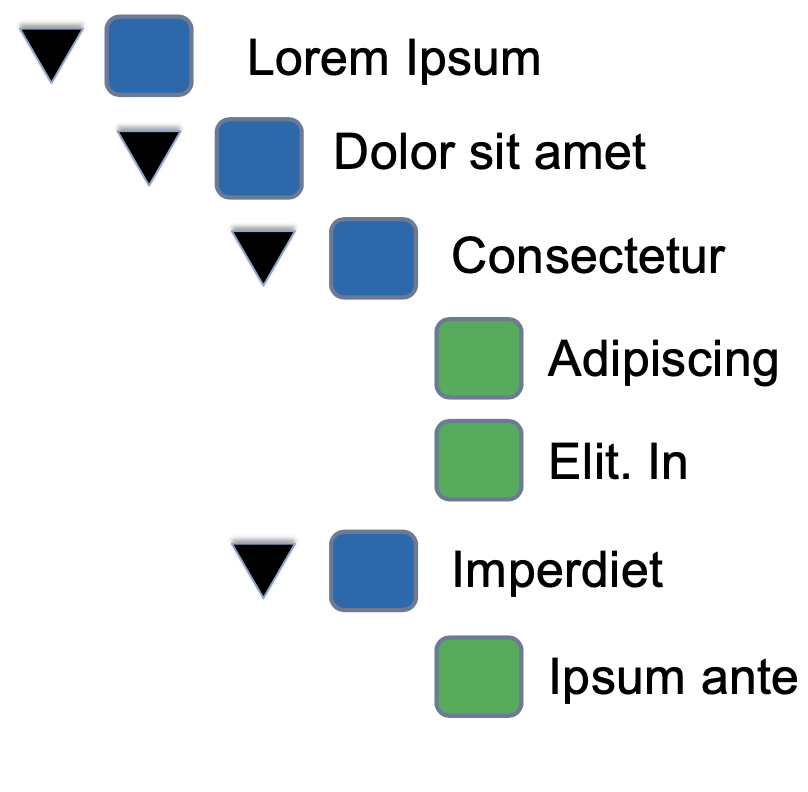 Lorem Ipsum
Dolor sit amet
Consectetur
Adipiscing
Elit. In
Imperdiet
Ipsum ante